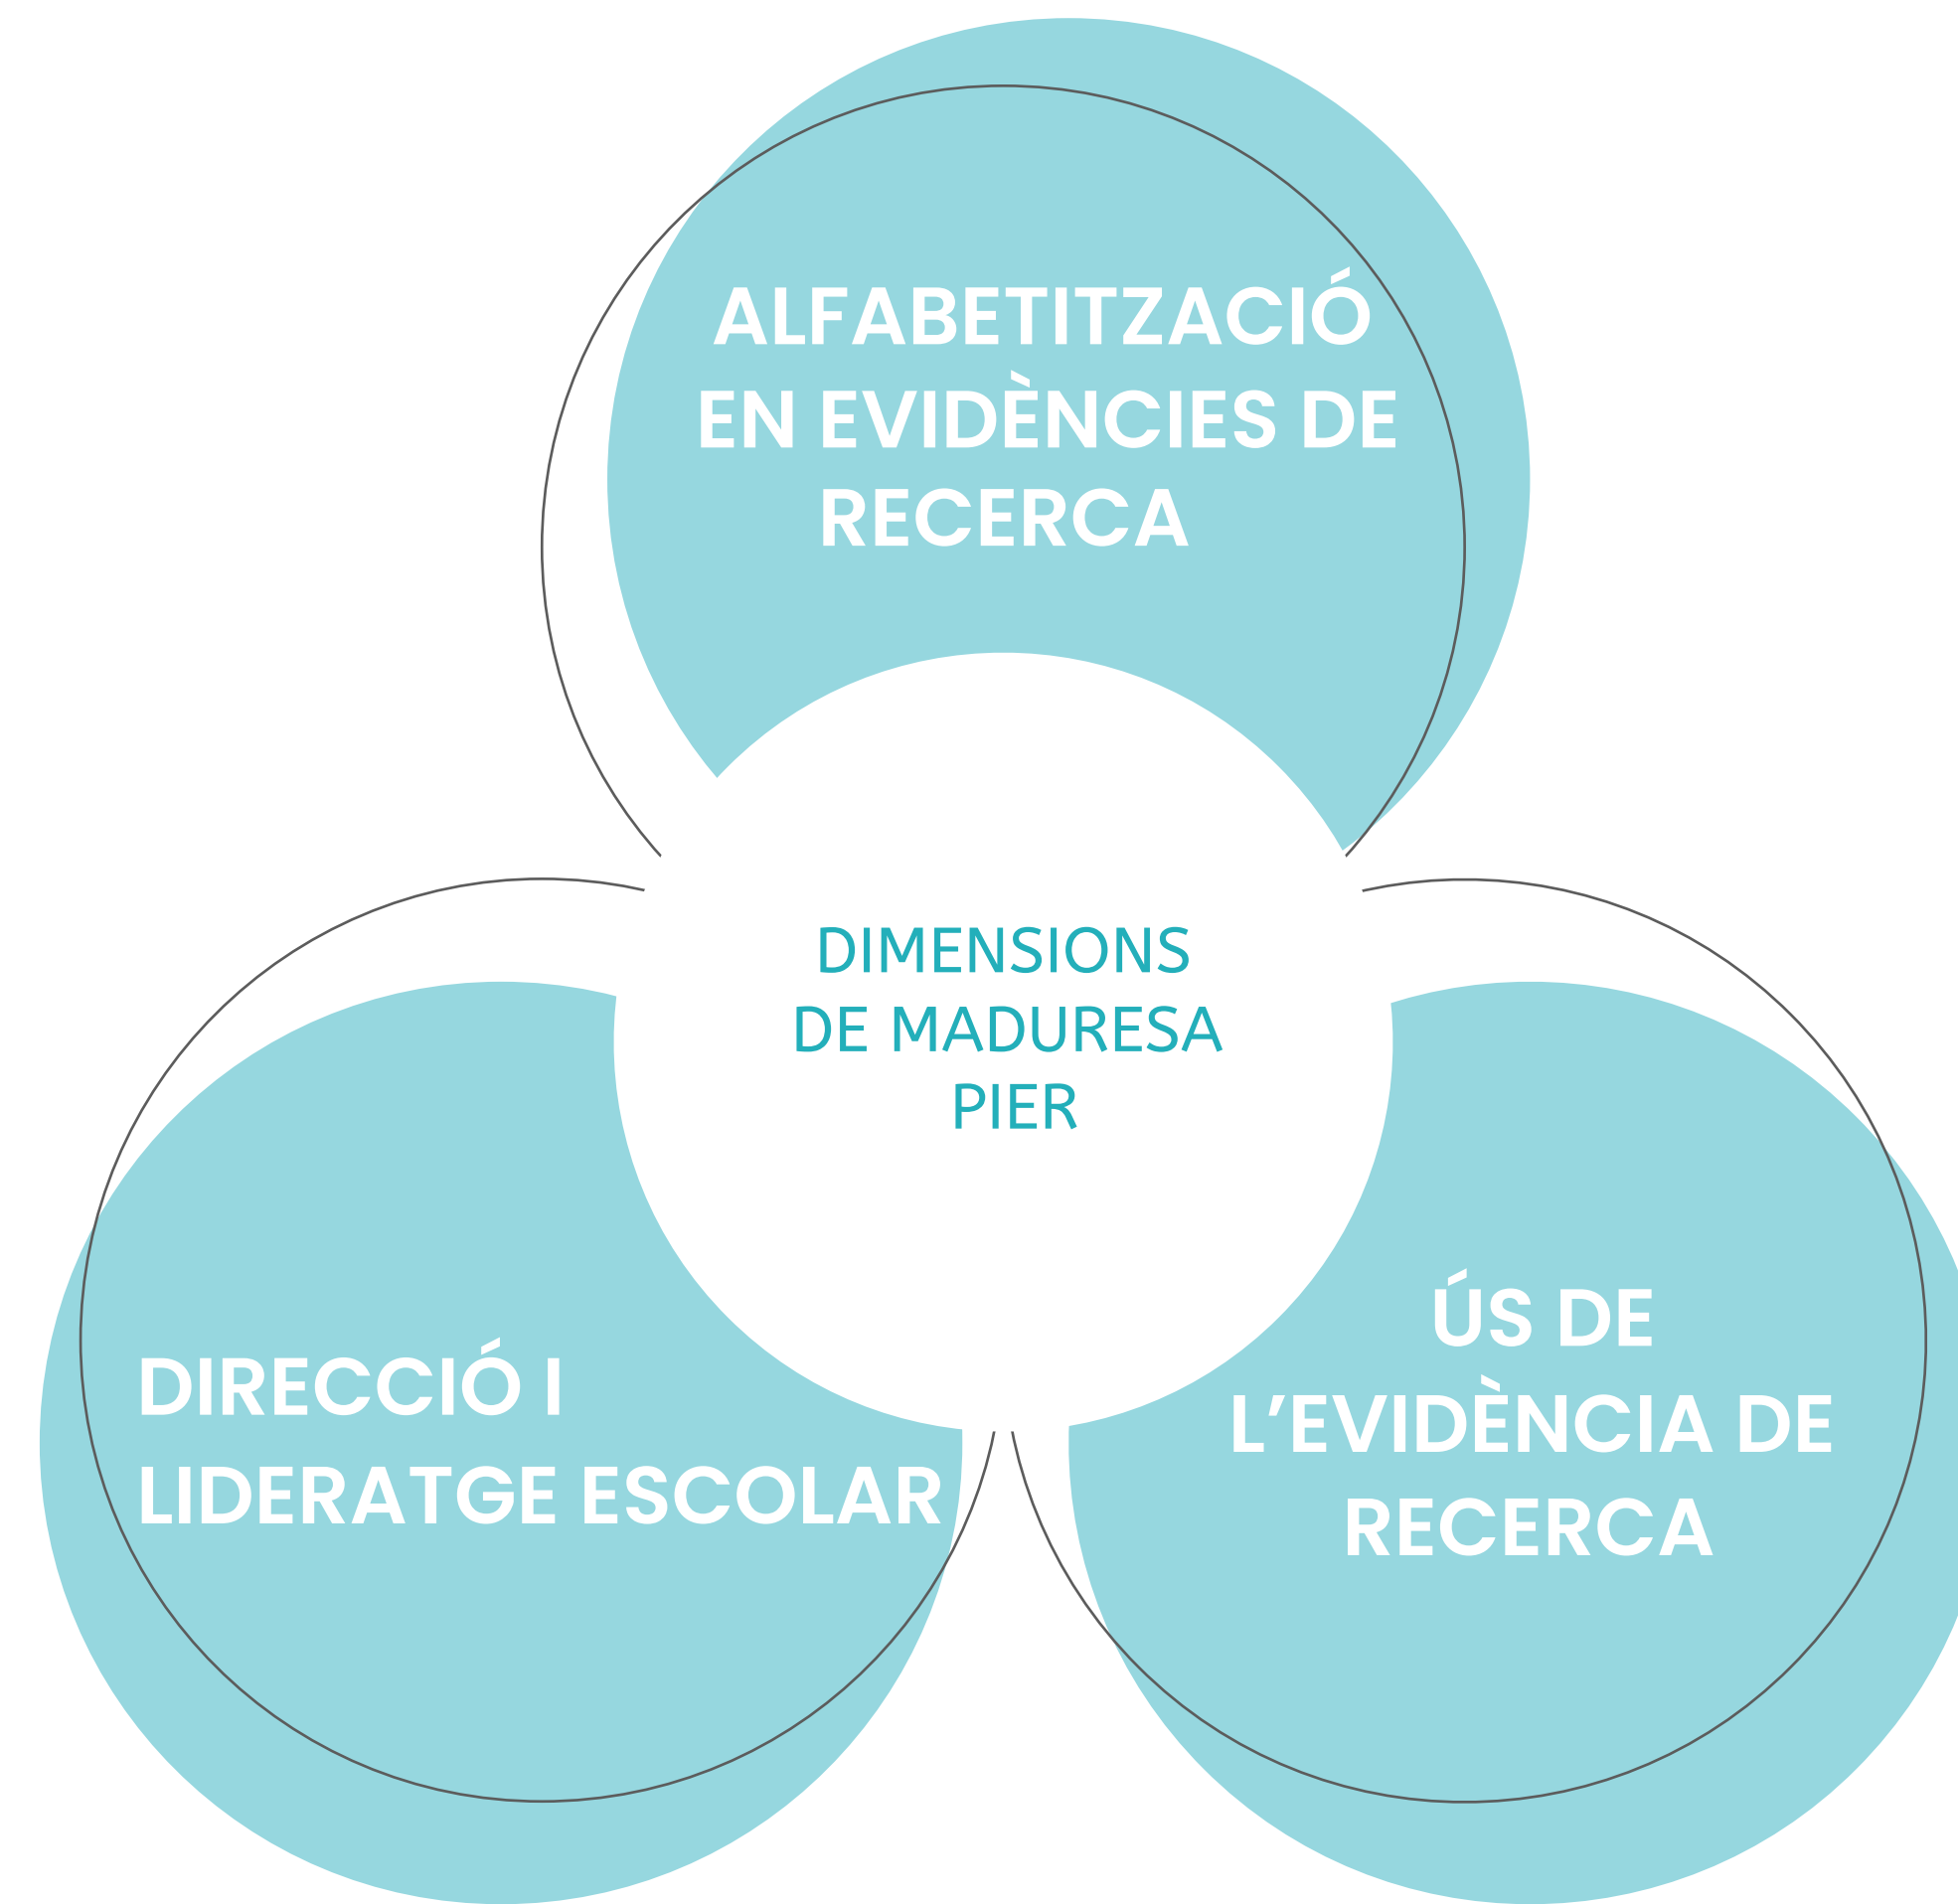 ALFABETITZACIÓ
EN EVIDÈNCIES DE
RECERCA
DIMENSIONS
DE MADURESA
PIER
DIRECCIÓ I
LIDERATGE ESCOLAR
ÚS DE
L’EVIDÈNCIA DE
RECERCA